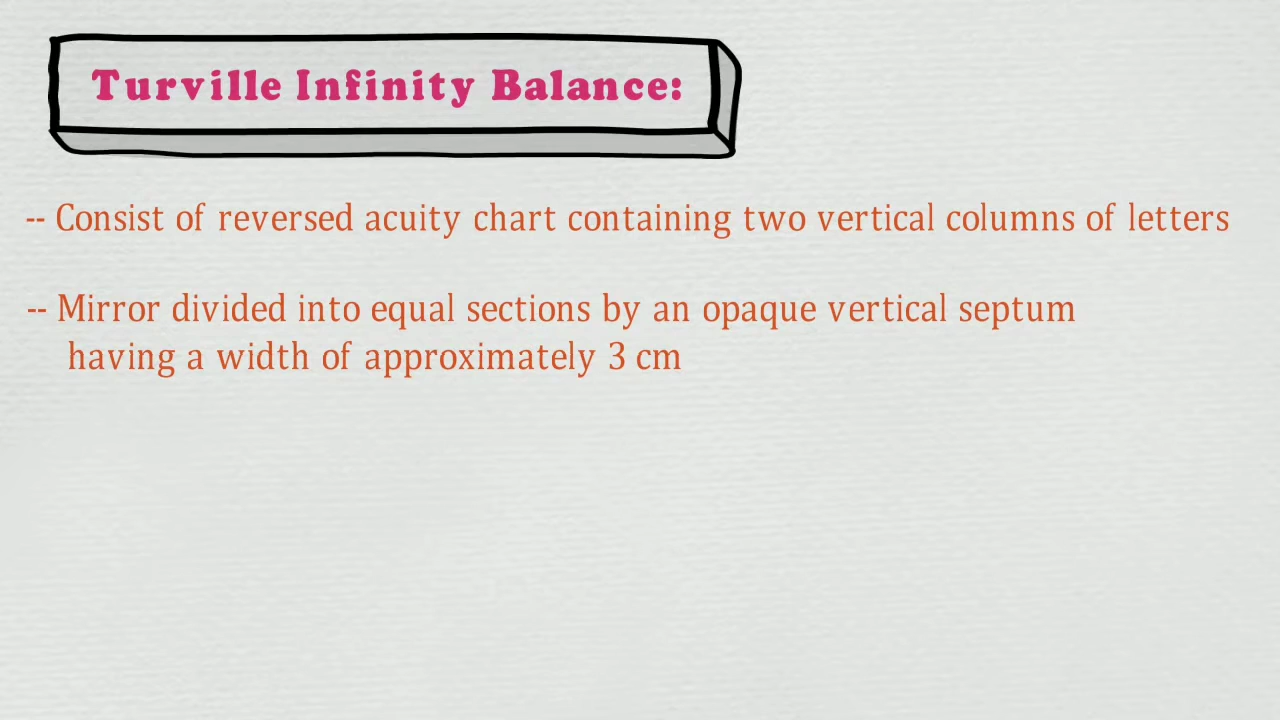 Turville Infinity Balance:
-- Consist of reversed acuity chart containing two vertical columns of letters
-- Mirror divided into equal sections by an opaque vertical septum
having a width of approximately 3 cm